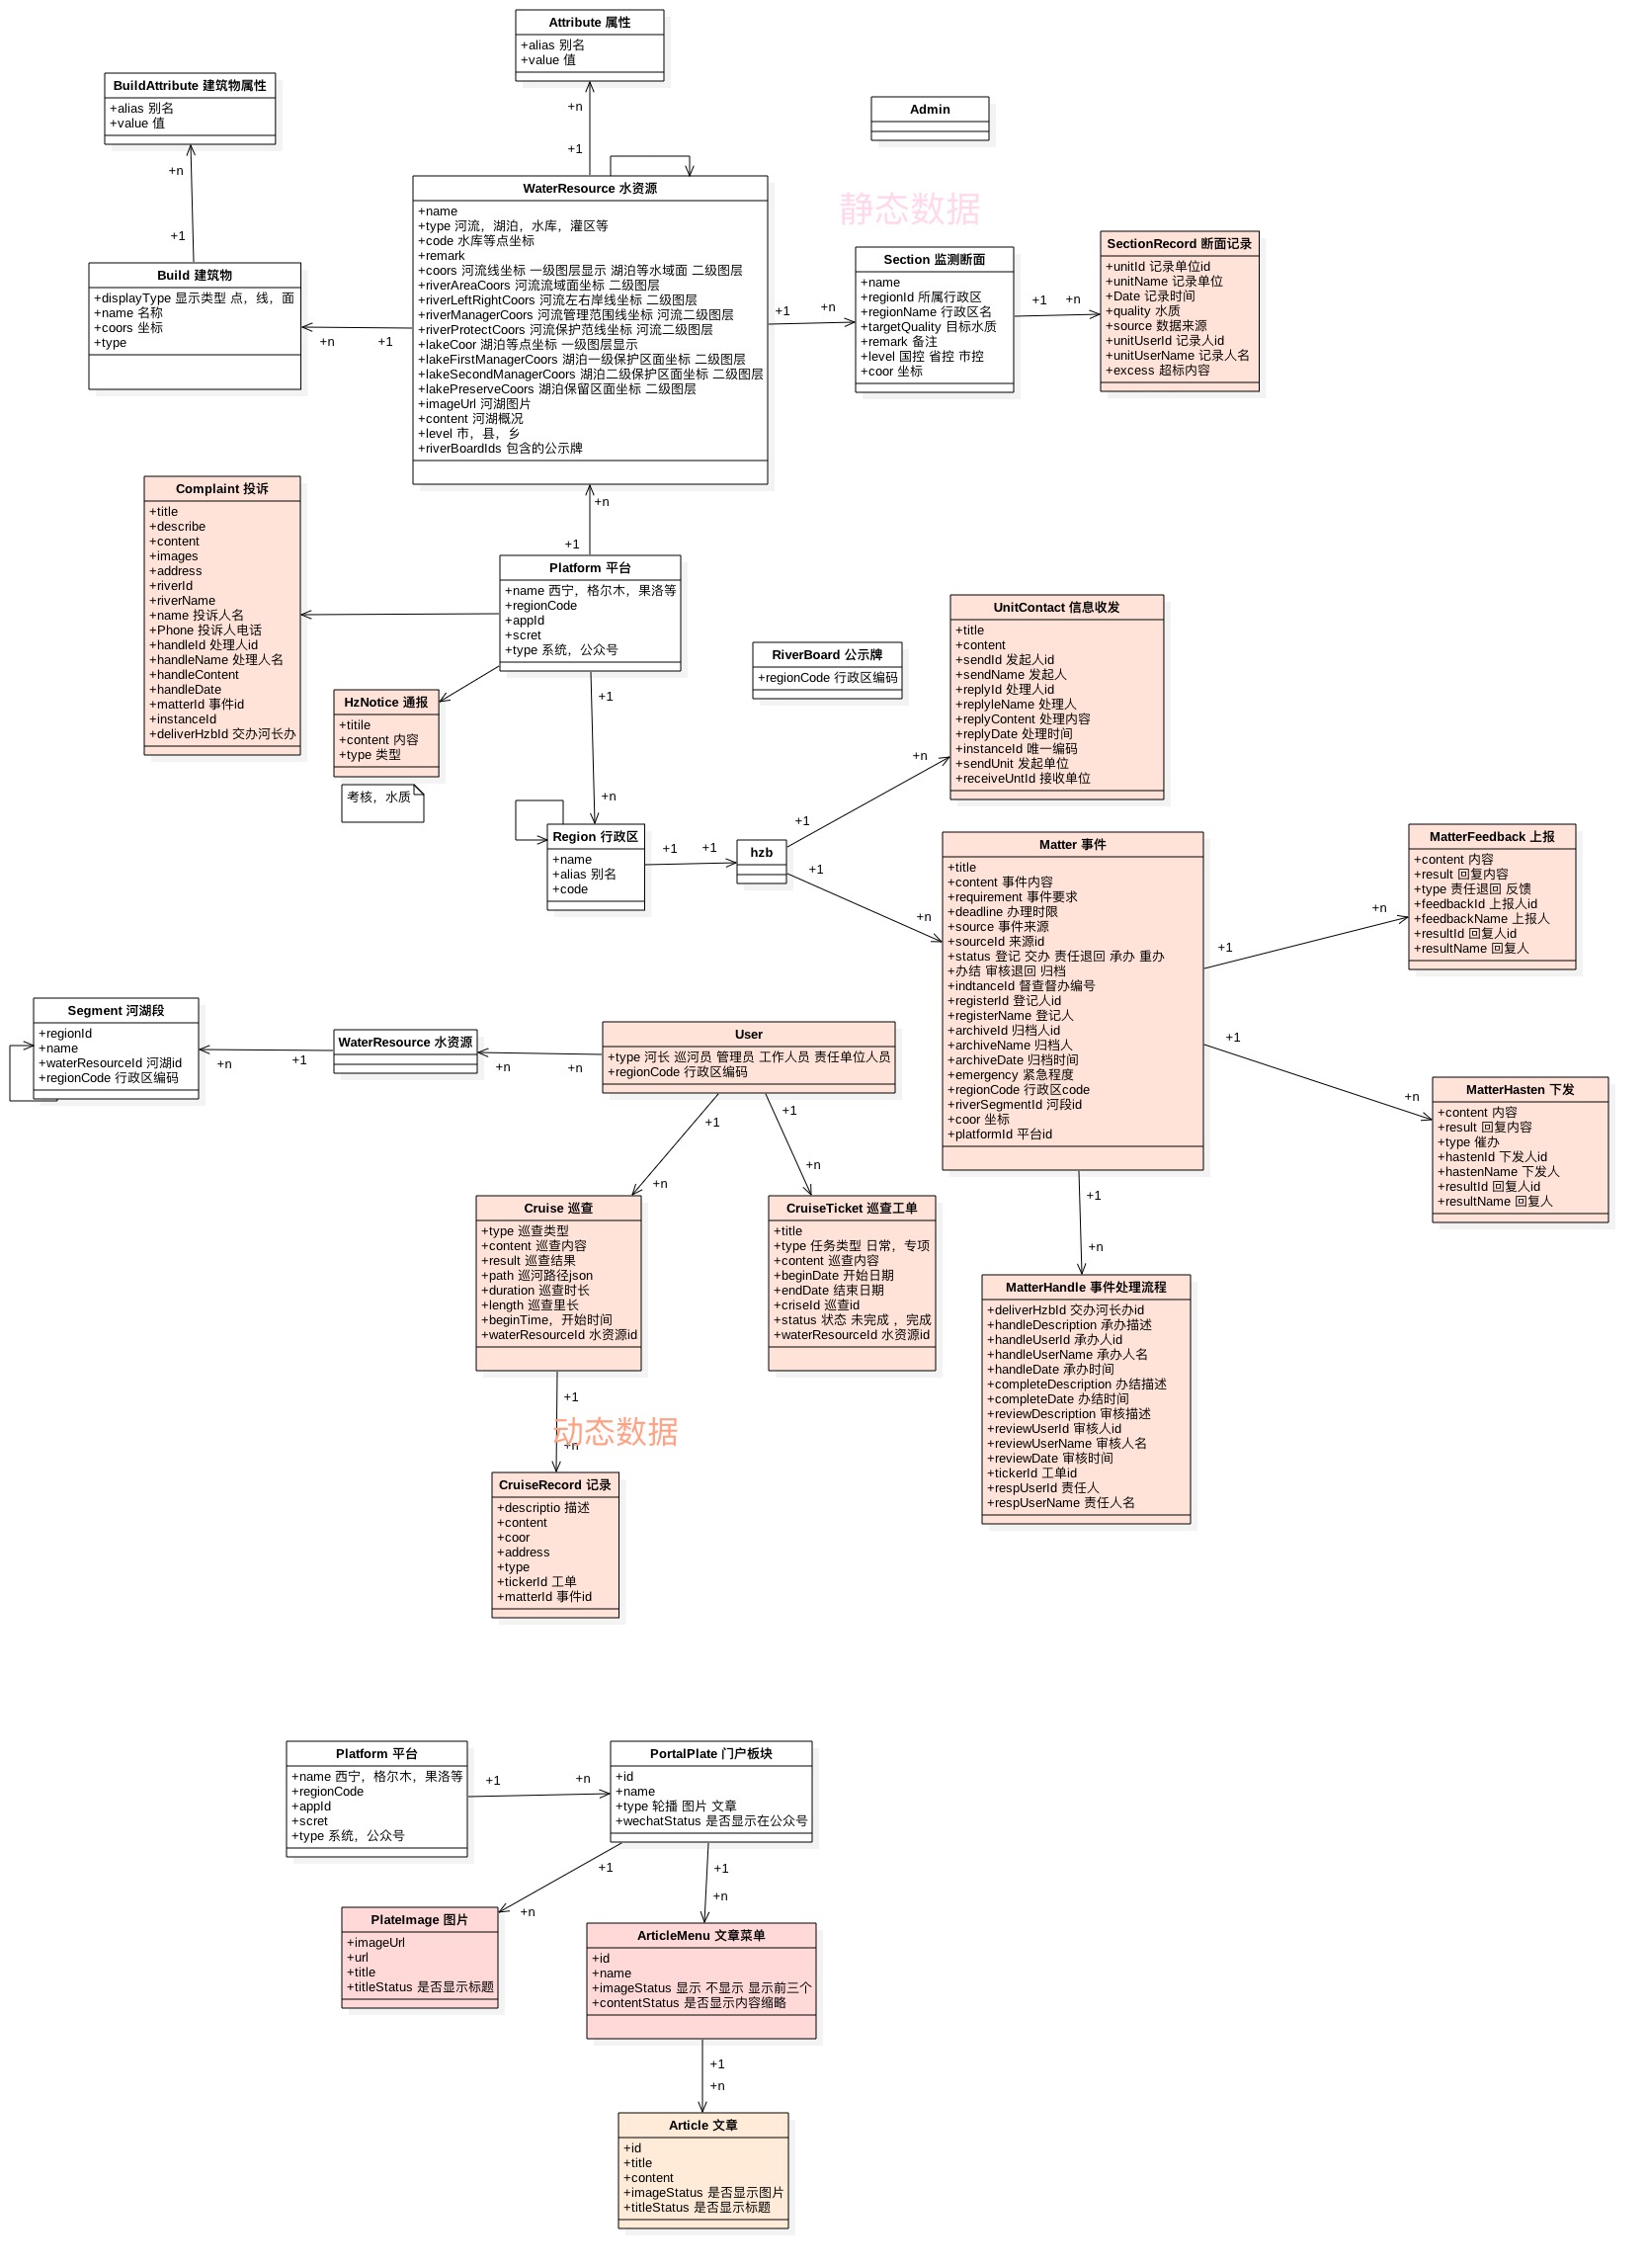 Attribute 属性
+alias 别名
+value 值
BuildAttribute 建筑物属性
+alias 别名
+value 值
Admin
+n
+1
+n
+1
WaterResource 水资源
+name
+type 河流，湖泊，水库，灌区等
+code 水库等点坐标
+remark
+coors 河流线坐标 一级图层显示 湖泊等水域面 二级图层
+riverAreaCoors 河流流域面坐标 二级图层
+riverLeftRightCoors 河流左右岸线坐标 二级图层
+riverManagerCoors 河流管理范围线坐标 河流二级图层
+riverProtectCoors 河流保护范线坐标 河流二级图层
+lakeCoor 湖泊等点坐标 一级图层显示
+lakeFirstManagerCoors 湖泊一级保护区面坐标 二级图层
+lakeSecondManagerCoors 湖泊二级保护区面坐标 二级图层
+lakePreserveCoors 湖泊保留区面坐标 二级图层
+imageUrl 河湖图片
+content 河湖概况
+level 市，县，乡
+riverBoardIds 包含的公示牌
静态数据
Build 建筑物
+displayType 显示类型 点，线，面
+name 名称
+coors 坐标
+type
+n
+1
+1
+n
Section 监测断面
+name
+regionId 所属行政区
+regionName 行政区名
+targetQuality 目标水质
+remark 备注
+level 国控 省控 市控
+coor 坐标
+1
+n
SectionRecord 断面记录
+unitId 记录单位id
+unitName 记录单位
+Date 记录时间
+quality 水质
+source 数据来源
+unitUserId 记录人id
+unitUserName 记录人名
+excess 超标内容
Complaint 投诉
+title
+describe
+content
+images
+address
+riverId
+riverName
+name 投诉人名
+Phone 投诉人电话
+handleId 处理人id
+handleName 处理人名
+handleContent
+handleDate
+matterId 事件id
+instanceId
+deliverHzbId 交办河长办
+n
+1
Platform 平台
+name 西宁，格尔木，果洛等
+regionCode
+appId
+scret
+type 系统，公众号
HzNotice 通报
+titile
+content 内容
+type 类型
考核，水质
+1
+n
RiverBoard 公示牌
+regionCode 行政区编码
UnitContact 信息收发
+title
+content
+sendId 发起人id
+sendName 发起人
+replyId 处理人id
+replyleName 处理人
+replyContent 处理内容
+replyDate 处理时间
+instanceId 唯一编码
+sendUnit 发起单位
+receiveUntId 接收单位
Region 行政区
+name
+alias 别名
+code
+1
+1
hzb
+1
+n
+1
+n
Matter 事件
+title
+content 事件内容
+requirement 事件要求
+deadline 办理时限
+source 事件来源
+sourceId 来源id
+status 登记 交办 责任退回 承办 重办
+办结 审核退回 归档
+indtanceId 督查督办编号
+registerId 登记人id
+registerName 登记人
+archiveId 归档人id
+archiveName 归档人
+archiveDate 归档时间
+emergency 紧急程度
+regionCode 行政区code
+riverSegmentId 河段id
+coor 坐标
+platformId 平台id
+1
+n
MatterFeedback 上报
+content 内容
+result 回复内容
+type 责任退回 反馈
+feedbackId 上报人id
+feedbackName 上报人
+resultId 回复人id
+resultName 回复人
+1
+n
MatterHasten 下发
+content 内容
+result 回复内容
+type 催办
+hastenId 下发人id
+hastenName 下发人
+resultId 回复人id
+resultName 回复人
Segment 河湖段
+regionId
+name
+waterResourceId 河湖id
+regionCode 行政区编码
+n
+1
WaterResource 水资源
+n
+n
User
+type 河长 巡河员 管理员 工作人员 责任单位人员
+regionCode 行政区编码
+1
+n
+1
+n
Cruise 巡查
+type 巡查类型
+content 巡查内容
+result 巡查结果
+path 巡河路径json
+duration 巡查时长
+length 巡查里长
+beginTime，开始时间
+waterResourceId 水资源id
CruiseTicket 巡查工单
+title
+type 任务类型 日常，专项
+content 巡查内容
+beginDate 开始日期
+endDate 结束日期
+criseId 巡查id
+status 状态 未完成 ，完成
+waterResourceId 水资源id
+1
+n
MatterHandle 事件处理流程
+deliverHzbId 交办河长办id
+handleDescription 承办描述
+handleUserId 承办人id
+handleUserName 承办人名
+handleDate 承办时间
+completeDescription 办结描述
+completeDate 办结时间
+reviewDescription 审核描述
+reviewUserId 审核人id
+reviewUserName 审核人名
+reviewDate 审核时间
+tickerId 工单id
+respUserId 责任人
+respUserName 责任人名
+1
动态数据
+n
CruiseRecord 记录
+descriptio 描述
+content
+coor
+address
+type
+tickerId 工单
+matterId 事件id
Platform 平台
+name 西宁，格尔木，果洛等
+regionCode
+appId
+scret
+type 系统，公众号
+1
+n
PortalPlate 门户板块
+id
+name
+type 轮播 图片 文章
+wechatStatus 是否显示在公众号
+1
+n
+1
+n
PlateImage 图片
+imageUrl
+url
+title
+titleStatus 是否显示标题
ArticleMenu 文章菜单
+id
+name
+imageStatus 显示 不显示 显示前三个
+contentStatus 是否显示内容缩略
+1
+n
Article 文章
+id
+title
+content
+imageStatus 是否显示图片
+titleStatus 是否显示标题